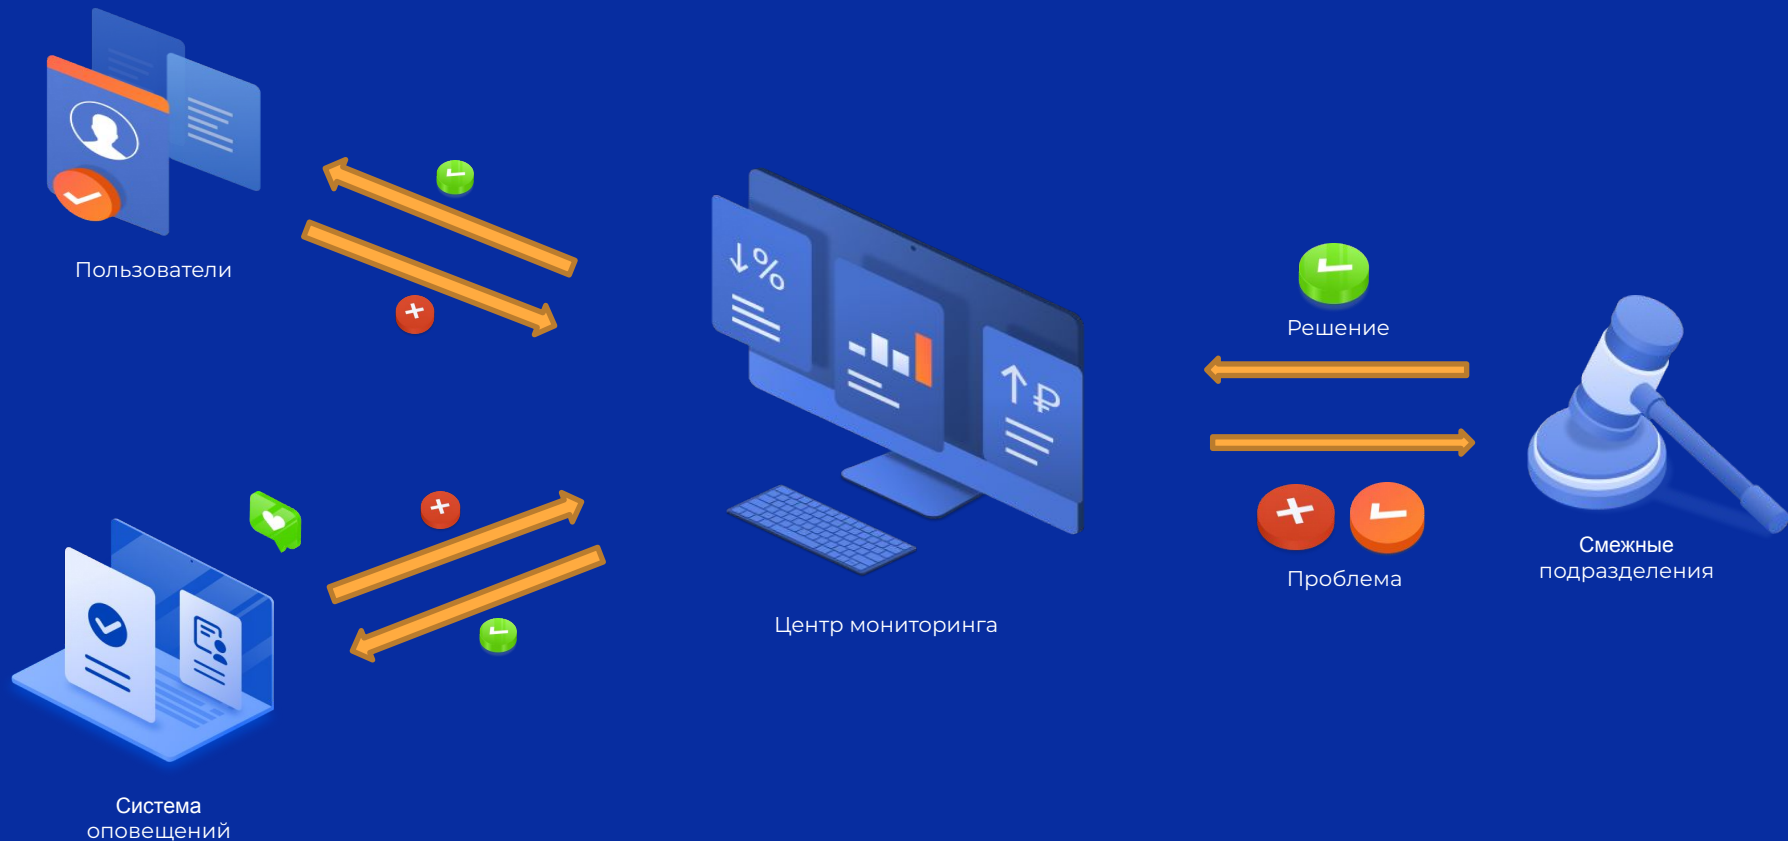 Пользователи
↓%
↑₽
Решение
Проблема
Смежные
подразделения
Центр мониторинга
Система
оповещений